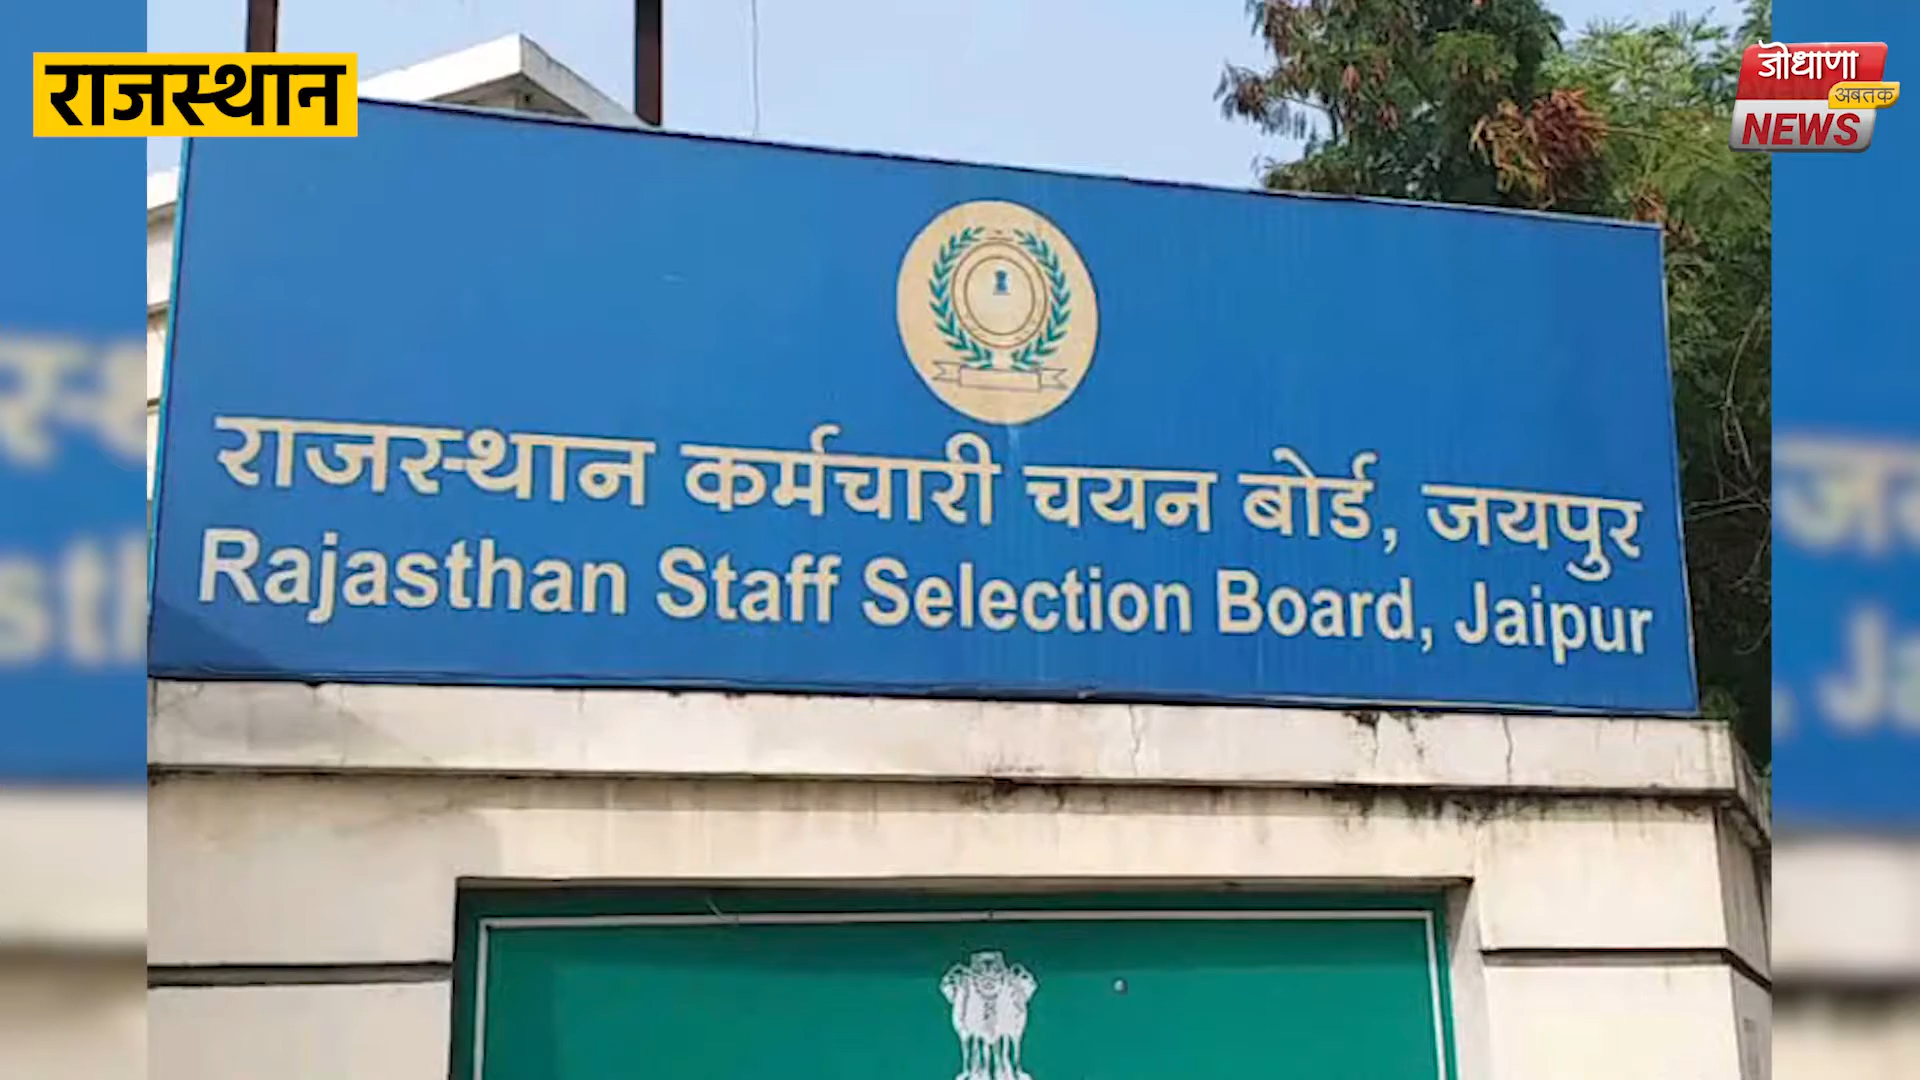 राजस्थान
जोधाणा
अबतक
NEWS
राजस्थान कर्मचारी चयन बोर्ड, जयपुर
Rajasthan Staff Selection Board, Jaipur